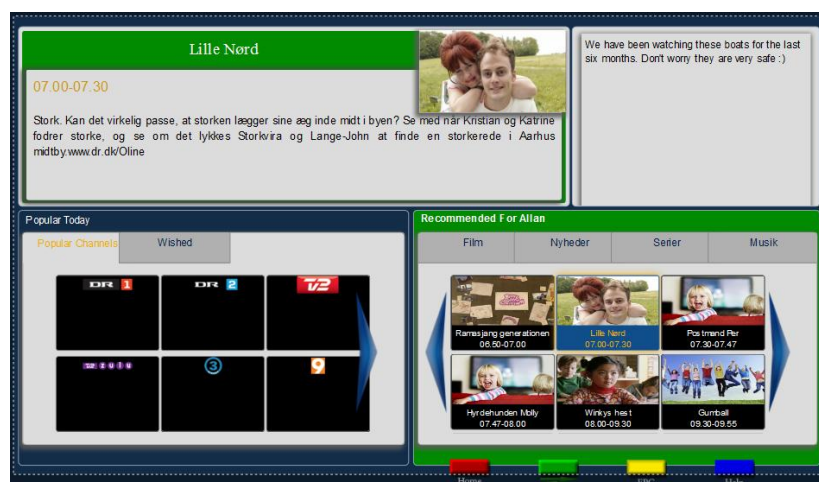 Lille Nørd
07.00-07.30
Stork. Kan det virkelig passe, at storken lægger sine æg inde midt i byen? Se med når Kristian og Katrine
fodrer storke, og se om det lykkes Storkvira og Lange-John at finde en storkerede i Aarhus
midtby.www.dr.dk/Oline
We have been watching these boats for the last
six months. Don't worry they are very safe :)
Popular Today
Popular Channels
Wished
DR 1
DR 2
TV2
TV2 ZULU
3
9
Recommended For Allan
Film
Nyheder
Serier
Musik
Ramasjang generationen
06.50-07.00
Lille Nørd
07.00-07.30
Postmand Per
07.30-07.47
Hyrdehunden Molly
07.47-08.00
Winkys hest
08.00-09.30
Gumball
09.30-09.55
Home
EPG
Help